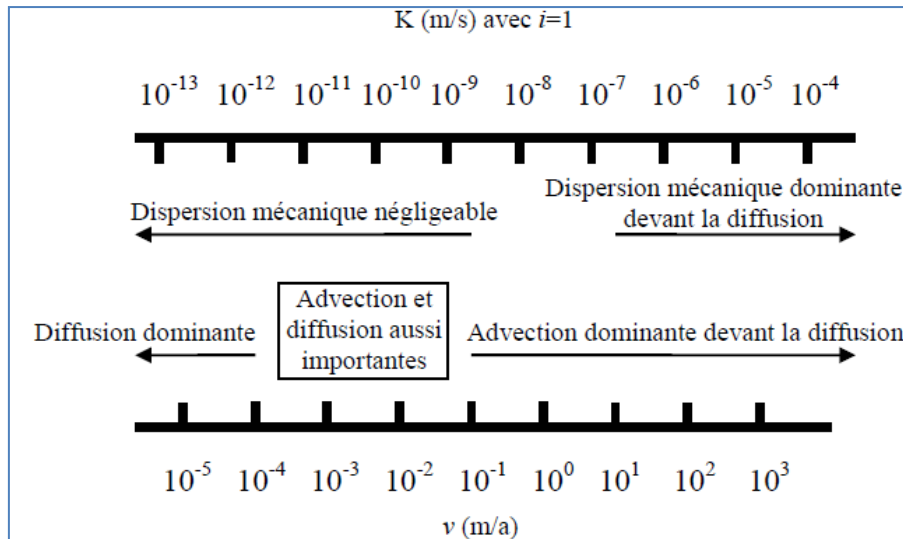 K (m/s) avec i=1
10⁻¹³ 10⁻¹² 10⁻¹¹ 10⁻¹⁰ 10⁻⁹ 10⁻⁸ 10⁻⁷ 10⁻⁶ 10⁻⁵ 10⁻⁴
Dispersion mécanique négligeable
Dispersion mécanique dominante
devant la diffusion
Diffusion dominante
Advection et
diffusion aussi
importantes
Advection dominante devant la diffusion
10⁻⁵ 10⁻⁴ 10⁻³ 10⁻² 10⁻¹ 10⁰ 10¹ 10² 10³
v (m/a)